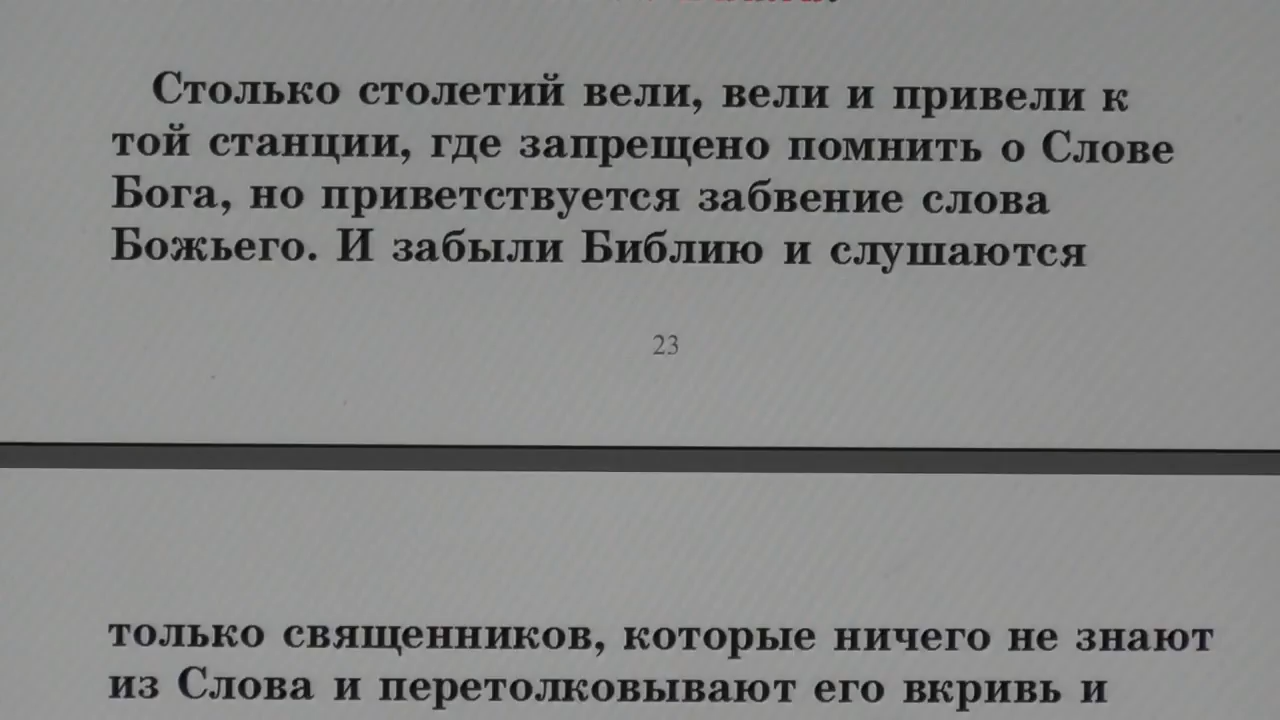 Столько столетий вели, вели и привели к
той станции, где запрещено помнить о Слове
Бога, но приветствуется забвение слова
Божьего. И забыли Библию и слушаются
23
только священников, которые ничего не знают
из Слова и перетолковывают его вкривь и